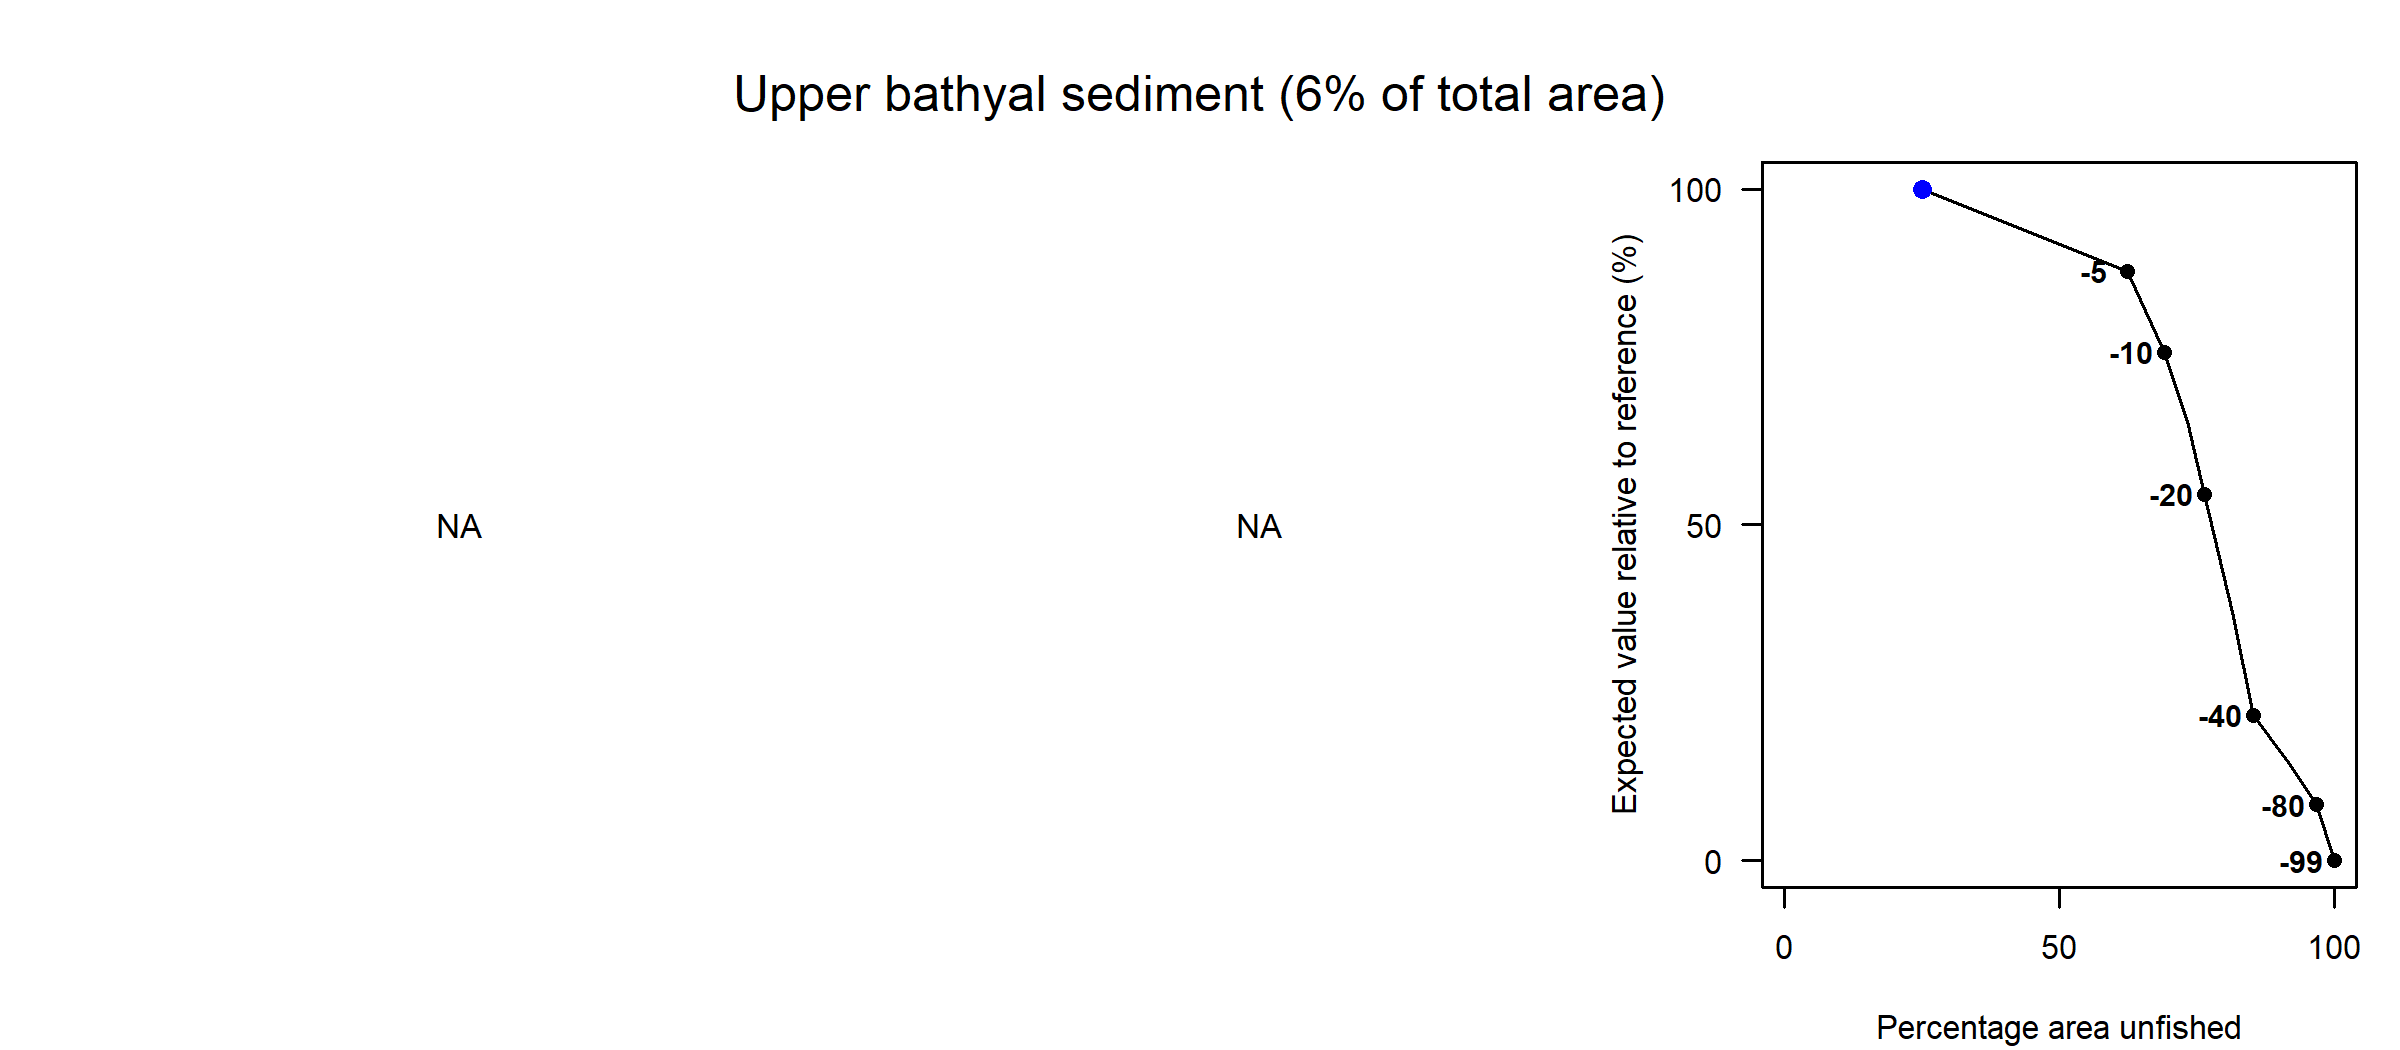 Upper bathyal sediment (6% of total area)
NA
NA
Expected value relative to reference (%)
100
50
0
-5
-10
-20
-40
-80
-99
0 50 100
Percentage area unfished